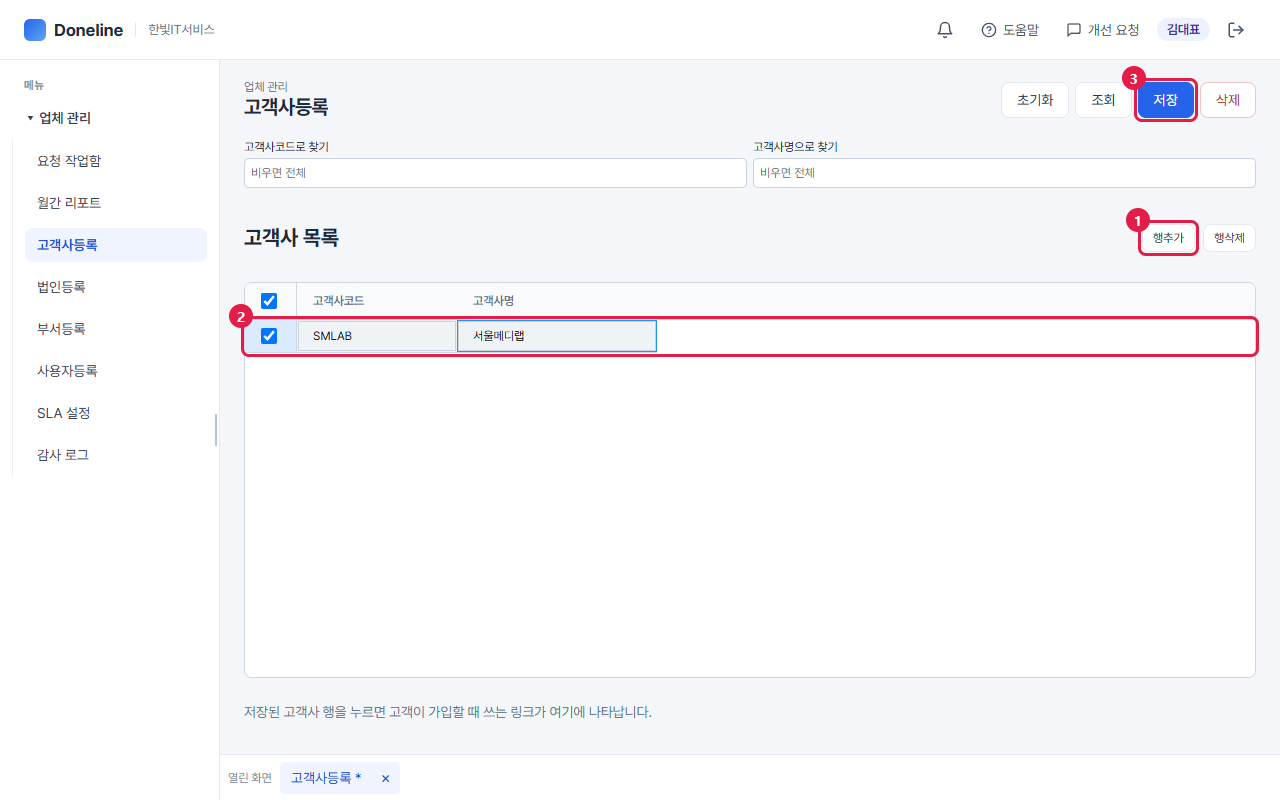 Doneline 한빛IT서비스 도움말 개선 요청 김대표
메뉴
업체 관리
요청 작업함
월간 리포트
고객사등록
법인등록
부서등록
사용자등록
SLA 설정
감사 로그
업체 관리
고객사등록
초기화 조회 3 저장 삭제
고객사코드로 찾기 고객사명으로 찾기
비우면 전체 비우면 전체
고객사 목록 1 행추가 행삭제
고객사코드 고객사명
2 SMLAB 서울메디랩
저장된 고객사 행을 누르면 고객이 가입할 때 쓰는 링크가 여기에 나타납니다.
열린 화면 고객사등록 * ×